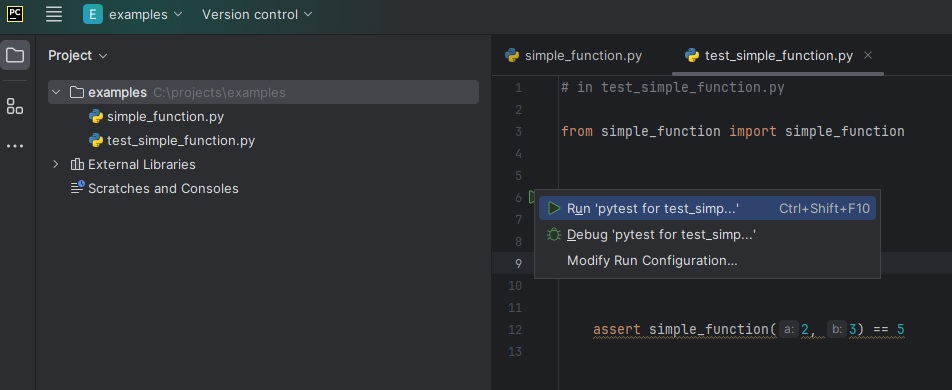 PC
E examples Version control
Project
examples C:\projects\examples
simple_function.py
test_simple_function.py
External Libraries
Scratches and Consoles
simple_function.py test_simple_function.py
1 # in test_simple_function.py
2
3 from simple_function import simple_function
4
5
6
Run 'pytest for test_simp...' Ctrl+Shift+F10
7
8
Debug 'pytest for test_simp...'
9
Modify Run Configuration...
10
11
12 assert simple_function( a: 2, b: 3) == 5
13